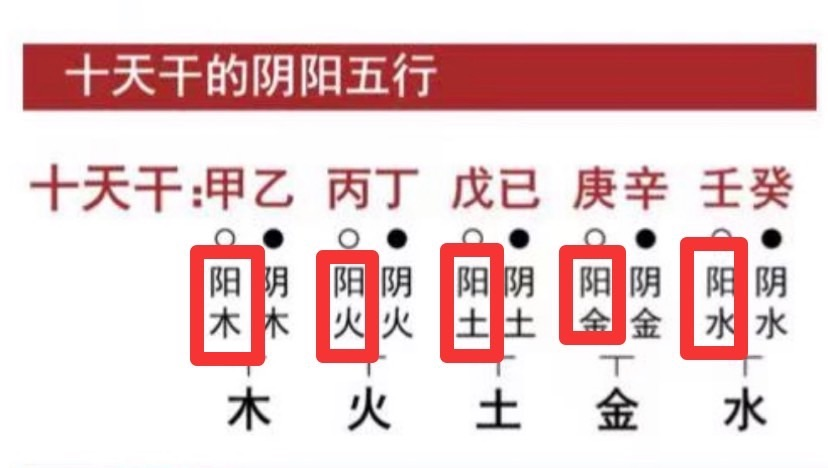 十天干的阴阳五行
十天干:甲乙 丙丁 戊已 庚辛 壬癸
阳 阴 阳 阴 阳 阴 阳 阴 阳 阴
木 木 火 火 土 土 金 金 水 水
木 火 土 金 水